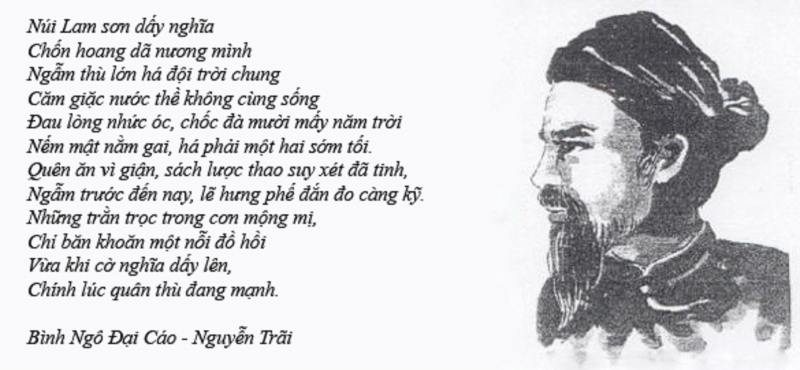 Núi Lam sơn dấy nghĩa
Chốn hoang dã nương mình
Ngẫm thù lớn há đội trời chung
Căm giặc nước thề không cùng sống
Đau lòng nhức óc, chốc đà mười mấy năm trời
Nếm mật nằm gai, há phải một hai sớm tối.
Quên ăn vì giận, sách lược thao suy xét đã tinh,
Ngẫm trước đến nay, lẽ hưng phế đắn đo càng kỹ.
Những trằn trọc trong cơn mộng mị,
Chỉ băn khoăn một nỗi đồ hồi
Vừa khi cờ nghĩa dấy lên,
Chính lúc quân thù đang mạnh.
Bình Ngô Đại Cáo - Nguyễn Trãi